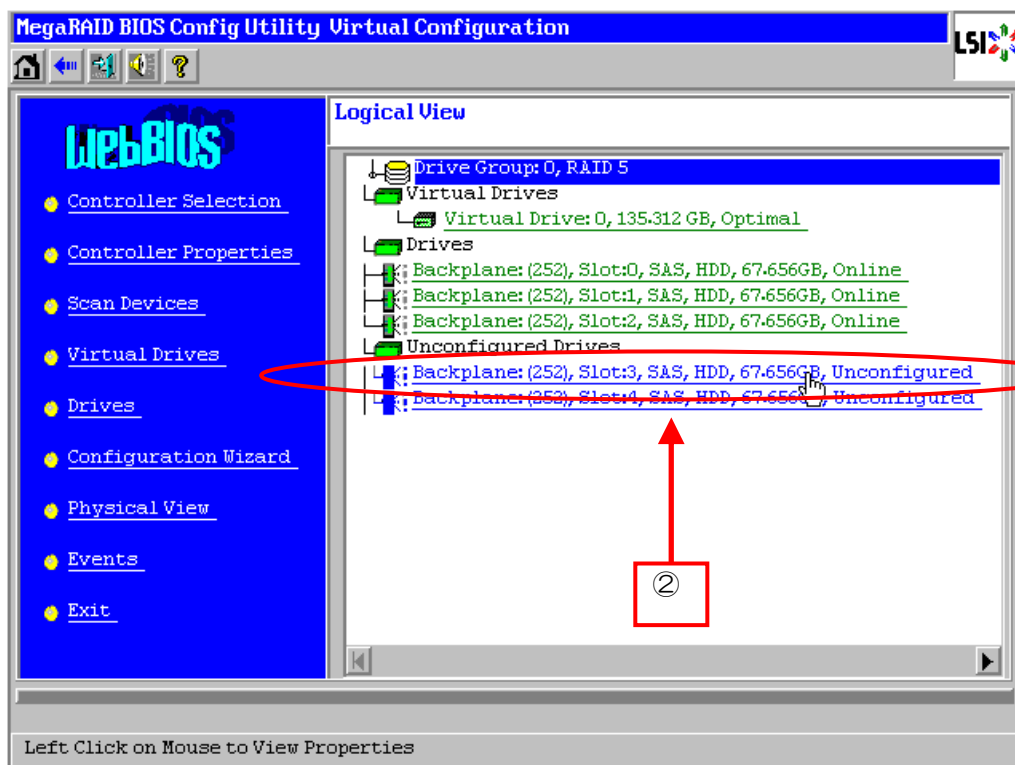 MegaRAID BIOS Config Utility Virtual Configuration
LSI
WebBIOS
Logical View
Controller Selection
Controller Properties
Scan Devices
Virtual Drives
Drives
Configuration Wizard
Physical View
Events
Exit
Drive Group: 0, RAID 5
Virtual Drives
Virtual Drive: 0, 135.312 GB, Optimal
Drives
Backplane: (252), Slot:0, SAS, HDD, 67.656GB, Online
Backplane: (252), Slot:1, SAS, HDD, 67.656GB, Online
Backplane: (252), Slot:2, SAS, HDD, 67.656GB, Online
Unconfigured Drives
Backplane: (252), Slot:3, SAS, HDD, 67.656GB, Unconfigured
Backplane: (252), Slot:4, SAS, HDD, 67.656GB, Unconfigured
②
Left Click on Mouse to View Properties